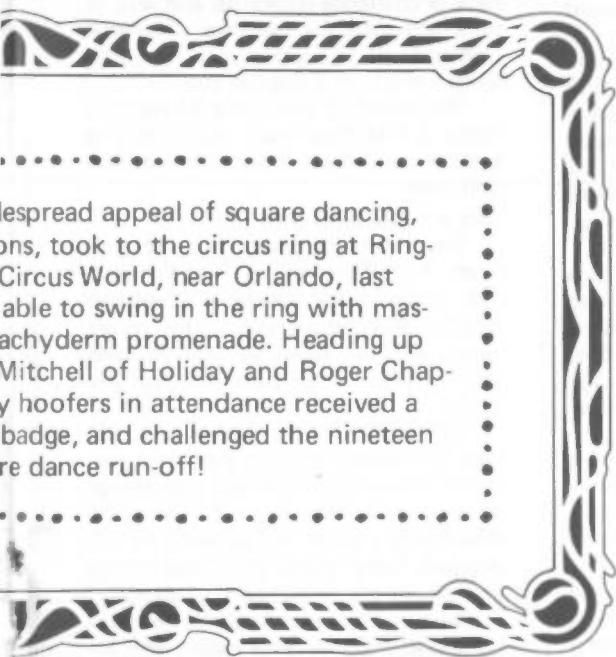 lespread appeal of square dancing,
ons, took to the circus ring at Ring-
Circus World, near Orlando, last
able to swing in the ring with mas-
achyderm promenade. Heading up
Mitchell of Holiday and Roger Chap-
y hoofers in attendance received a
badge, and challenged the nineteen
re dance run-off!